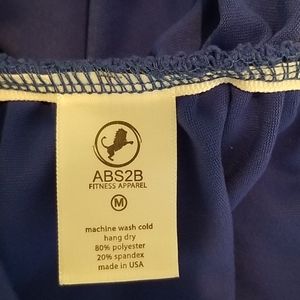 ABS2B
FITNESS APPAREL
M
machine wash cold
hang dry
80% polyester
20% spandex
made in USA